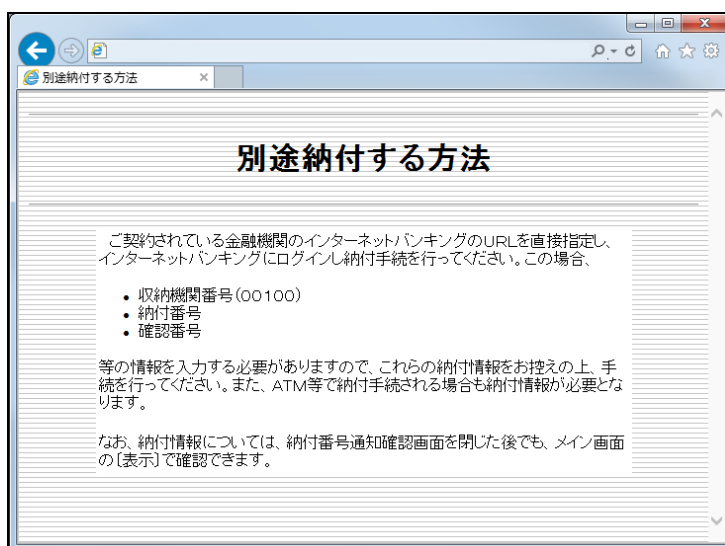 別途納付する方法
別途納付する方法
ご契約されている金融機関のインターネットバンキングのURLを直接指定し、
インターネットバンキングにログインし納付手続を行ってください。この場合、
• 収納機関番号(00100)
• 納付番号
• 確認番号
等の情報を入力する必要がありますので、これらの納付情報をお控えの上、手
続を行ってください。また、ATM等で納付手続される場合も納付情報が必要とな
ります。
なお、納付情報については、納付番号通知確認画面を閉じた後でも、メイン画面
の[表示]で確認できます。